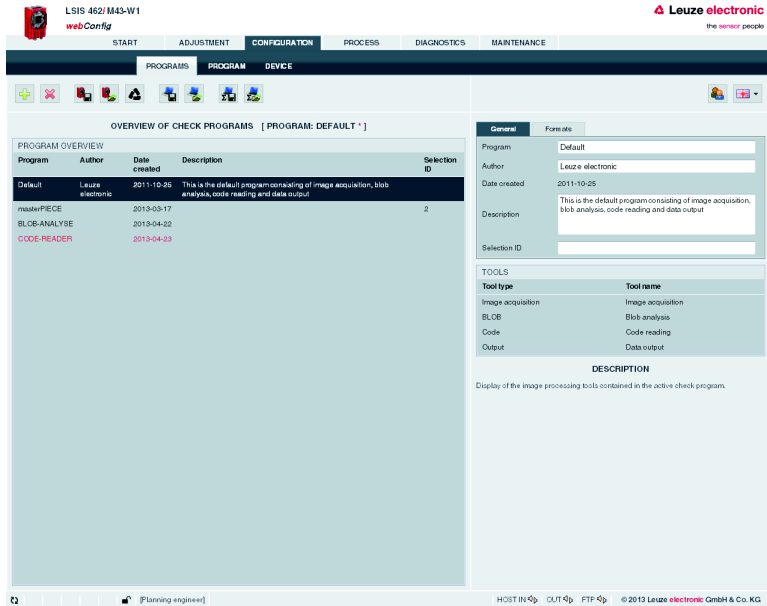 LSIS 462i/ M43-W1
webConfig
Leuze electronic
the sensor people
START ADJUSTMENT CONFIGURATION PROCESS DIAGNOSTICS MAINTENANCE
PROGRAMS PROGRAM DEVICE
OVERVIEW OF CHECK PROGRAMS [ PROGRAM: DEFAULT * ]
PROGRAM OVERVIEW
Program Author Date created Description Selection ID
Default Leuze electronic 2011-10-25 This is the default program consisting of image acquisition, blob analysis, code reading and data output
masterPIECE 2013-03-17 2
BLOB-ANALYSE 2013-04-22
CODE-READER 2013-04-23
General Formats
Program Default
Author Leuze electronic
Date created 2011-10-25
Description This is the default program consisting of image acquisition, blob analysis, code reading and data output
Selection ID
TOOLS
Tool type Tool name
Image acquisition Image acquisition
BLOB Blob analysis
Code Code reading
Output Data output
DESCRIPTION
Display of the image processing tools contained in the active check program.
[Planning engineer] HOST IN OUT FTP © 2013 Leuze electronic GmbH & Co. KG